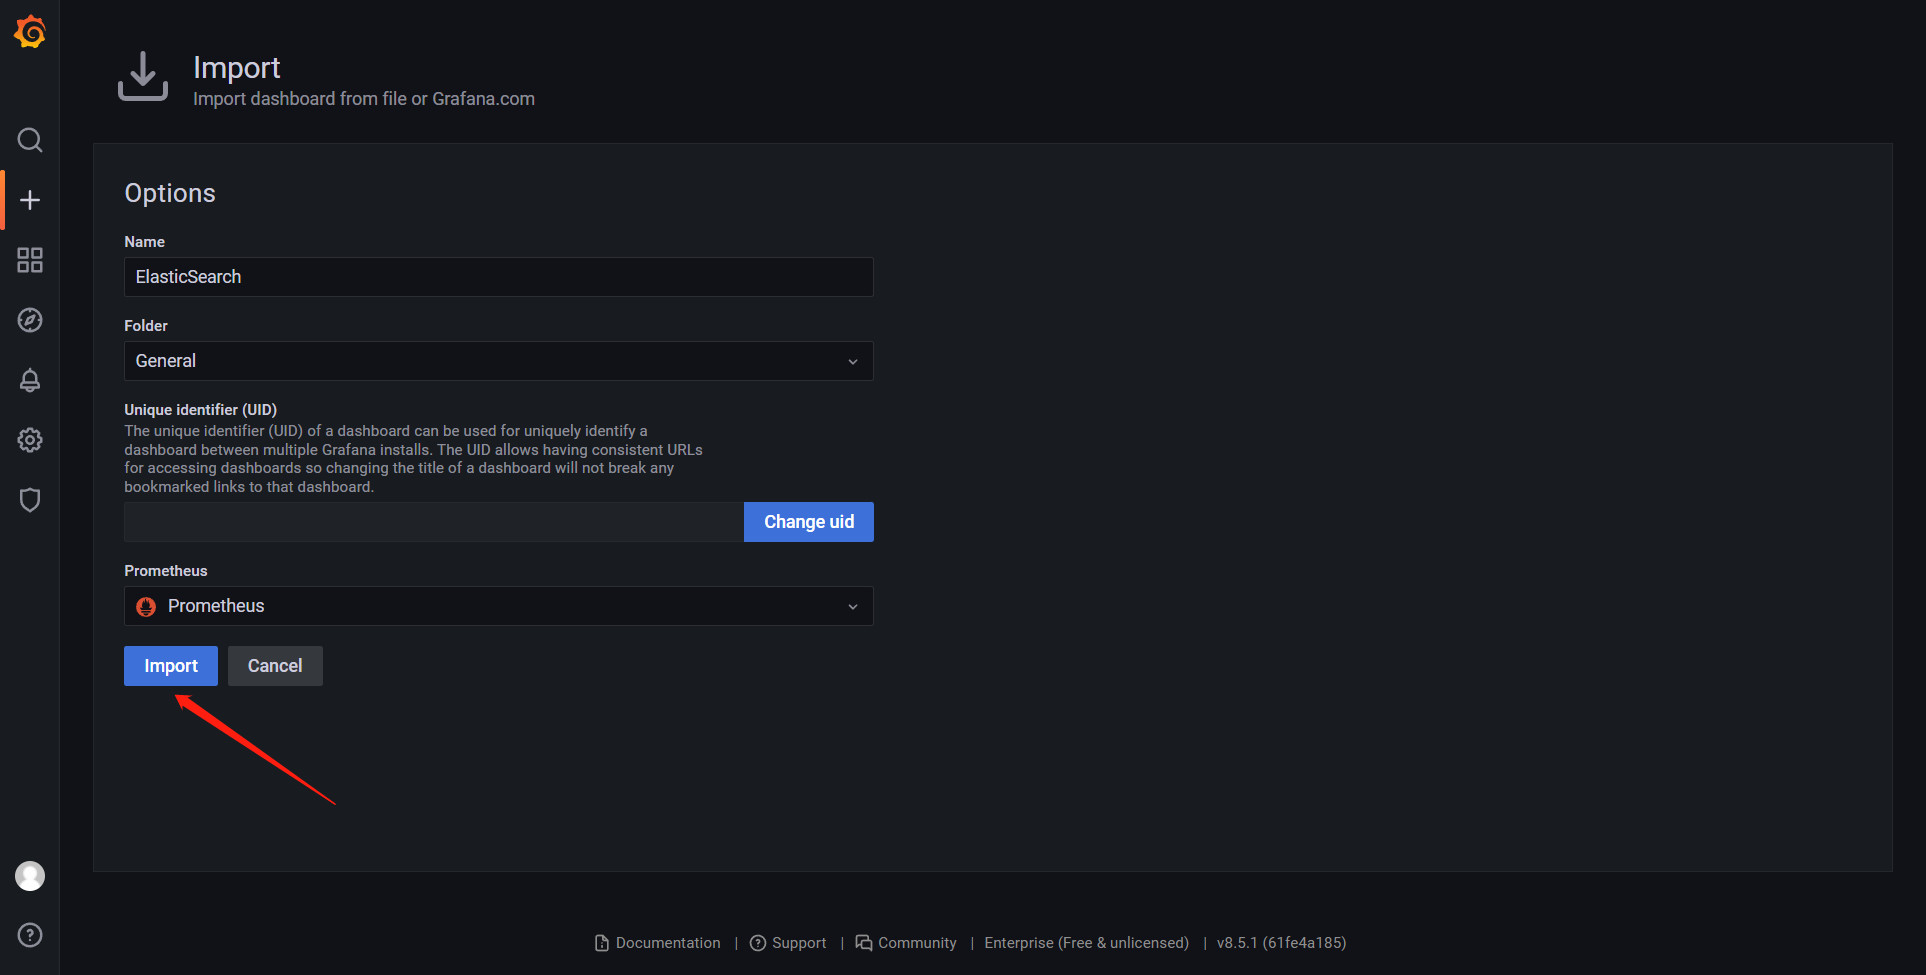 Import
Import dashboard from file or Grafana.com
Options
Name
ElasticSearch
Folder
General
Unique identifier (UID)
The unique identifier (UID) of a dashboard can be used for uniquely identify a
dashboard between multiple Grafana installs. The UID allows having consistent URLs
for accessing dashboards so changing the title of a dashboard will not break any
bookmarked links to that dashboard.
Change uid
Prometheus
Prometheus
Import Cancel
Documentation | Support | Community | Enterprise (Free & unlicensed) | v8.5.1 (61fe4a185)